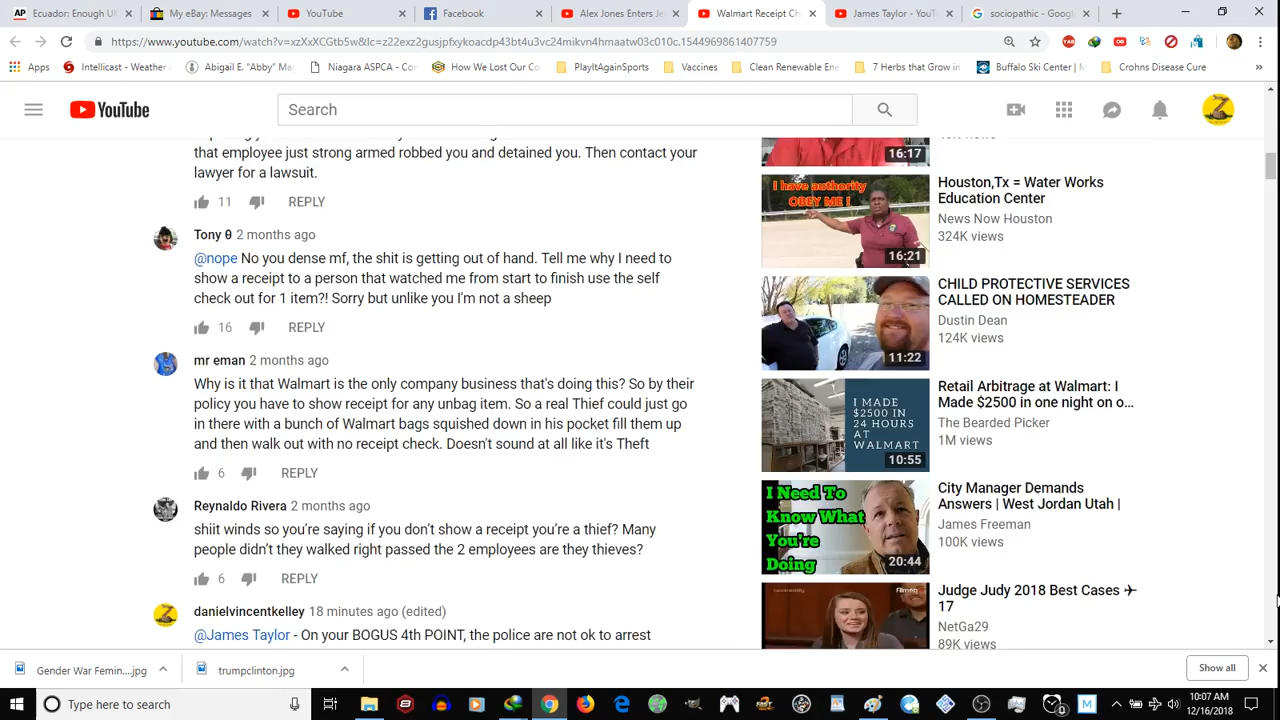 Ecuador: Enough U
My eBay: Messages
YouTube
Facebook
Alex Jones Enters Je
Walmart Receipt Ch
James Taylor - YouT
sociopathic - Google
https://www.youtube.com/watch?v=xzXxXCGtb5w&lc=z22exz2gusjpfxykoacdp43bt4u3vc24mikvn4hmaatw03c010c.1544969861407759
Apps
Intellicast - Weather
Abigail E. "Abby" Ma
Niagara ASPCA - Con
How We Lost Our Co
PlayItAgainSports
Vaccines
Clean Renewable Ene
7 Herbs that Grow in
Buffalo Ski Center | M
Crohns Disease Cure
YouTube
Search
that employee just strong armed robbed you and detained you. Then contact your
lawyer for a lawsuit.
11 REPLY
Tony θ 2 months ago
@nope No you dense mf, the shit is getting out of hand. Tell me why I need to
show a receipt to a person that watched me from start to finish use the self
check out for 1 item?! Sorry but unlike you I'm not a sheep
16 REPLY
mr eman 2 months ago
Why is it that Walmart is the only company business that's doing this? So by their
policy you have to show receipt for any unbag item. So a real Thief could just go
in there with a bunch of Walmart bags squished down in his pocket fill them up
and then walk out with no receipt check. Doesn't sound at all like it's Theft
6 REPLY
Reynaldo Rivera 2 months ago
shiit winds so you're saying if you don't show a receipt you're a thief? Many
people didn't they walked right passed the 2 employees are they thieves?
6 REPLY
danielvincentkelley 18 minutes ago (edited)
@James Taylor - On your BOGUS 4th POINT, the police are not ok to arrest
16:17
I have authority
OBEY ME !
16:21
Houston,Tx = Water Works
Education Center
News Now Houston
324K views
11:22
CHILD PROTECTIVE SERVICES
CALLED ON HOMESTEADER
Dustin Dean
124K views
I MADE
$2500 IN
24 HOURS
AT
WALMART
10:55
Retail Arbitrage at Walmart: I
Made $2500 in one night on o...
The Bearded Picker
1M views
I Need To
Know What
You're
Doing
20:44
City Manager Demands
Answers | West Jordan Utah |
James Freeman
100K views
Judge Judy 2018 Best Cases ✈
17
NetGa29
89K views
Gender War Femin....jpg
trumpclinton.jpg
Show all
Type here to search
10:07 AM
12/16/2018